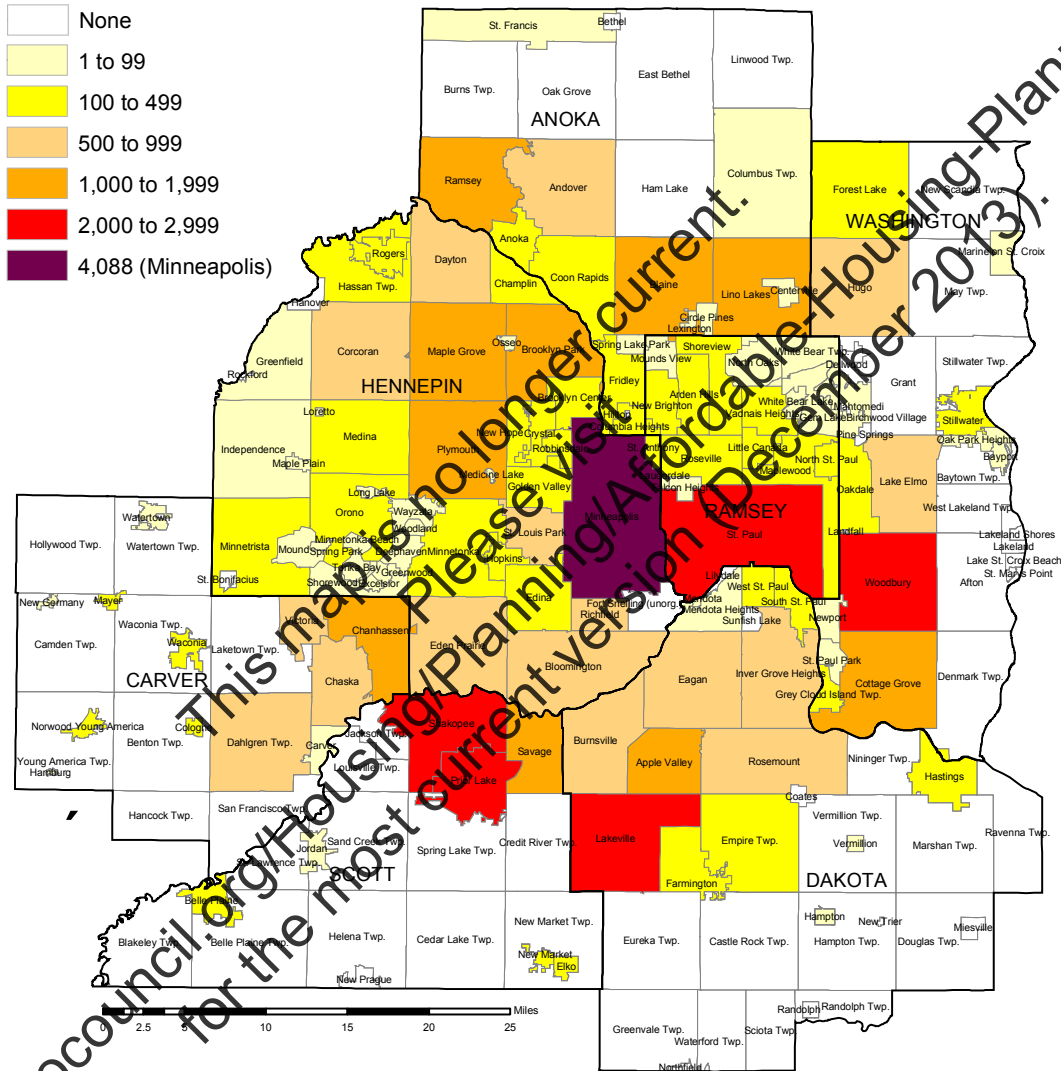 None
1 to 99
100 to 499
500 to 999
1,000 to 1,999
2,000 to 2,999
4,088 (Minneapolis)
St. Francis
Bethel
Burns Twp.
Oak Grove
East Bethel
Linwood Twp.
ANOKA
Ramsey
Andover
Ham Lake
Columbus Twp.
Forest Lake
New Scandia Twp.
WASHINGTON
Marine on St. Croix
Anoka
Rogers
Dayton
Hassan Twp.
Champlin
Coon Rapids
Blaine
Lino Lakes
Centerville
Hugo
May Twp.
Hanover
Circle Pines
Lexington
Greenfield
Corcoran
Maple Grove
Osseo
Brooklyn Park
Spring Lake Park
Mounds View
Shoreview
North Oaks
White Bear Twp.
Dellwood
Stillwater Twp.
Rockford
HENNEPIN
Fridley
Arden Hills
Grant
Brooklyn Center
New Brighton
White Bear Lake
Mahtomedi
Loretto
Hilltop
Vadnais Heights
Gem Lake
Birchwood Village
Stillwater
Columbia Heights
Medina
Plymouth
New Hope
Crystal
Pine Springs
Oak Park Heights
Independence
Robbinsdale
St. Anthony
Roseville
Little Canada
North St. Paul
Bayport
Maple Plain
Medicine Lake
Maplewood
Baytown Twp.
Lauderdale
Oakdale
Lake Elmo
Long Lake
Golden Valley
Falcon Heights
West Lakeland Twp.
Orono
Wayzata
Woodland
Minneapolis
RAMSEY
Watertown
St. Louis Park
St. Paul
Landfall
Lakeland Shores
Hollywood Twp.
Watertown Twp.
Minnetrista
Mound
Minnetonka Beach
Spring Park
Deephaven
Minnetonka
Hopkins
Lakeland
Tonka Bay
Lake St. Croix Beach
St. Bonifacius
Greenwood
Lilydale
Woodbury
St. Marys Point
Shorewood
Excelsior
West St. Paul
Afton
New Germany
Mayer
Edina
Fort Snelling (unorg.)
Mendota
South St. Paul
Mendota Heights
Newport
Richfield
Sunfish Lake
Waconia Twp.
Victoria
Chanhassen
Camden Twp.
Waconia
Laketown Twp.
Eden Prairie
Bloomington
St. Paul Park
CARVER
Chaska
Eagan
Inver Grove Heights
Cottage Grove
Denmark Twp.
Grey Cloud Island Twp.
Norwood Young America
Cologne
Shakopee
Benton Twp.
Dahlgren Twp.
Carver
Jackson Twp.
Savage
Burnsville
Apple Valley
Rosemount
Nininger Twp.
Young America Twp.
Louisville Twp.
Hamburg
Prior Lake
Hastings
Coates
Hancock Twp.
San Francisco Twp.
Vermillion Twp.
Ravenna Twp.
Sand Creek Twp.
Credit River Twp.
Lakeville
Empire Twp.
Vermillion
Marshan Twp.
Jordan
Spring Lake Twp.
St. Lawrence Twp.
SCOTT
Farmington
DAKOTA
Belle Plaine
Hampton
New Trier
Miesville
New Market Twp.
Blakeley Twp.
Belle Plaine Twp.
Helena Twp.
Cedar Lake Twp.
Eureka Twp.
Castle Rock Twp.
Hampton Twp.
Douglas Twp.
New Market
Elko
New Prague
Randolph
Randolph Twp.
0 2.5 5 10 15 20 25 Miles
Greenvale Twp.
Waterford Twp.
Sciota Twp.
Northfield
This map is no longer current.
Please visit
ocouncil.org/Housing/Planning/Affordable-Housing-Plann
for the most current version (December 2013).